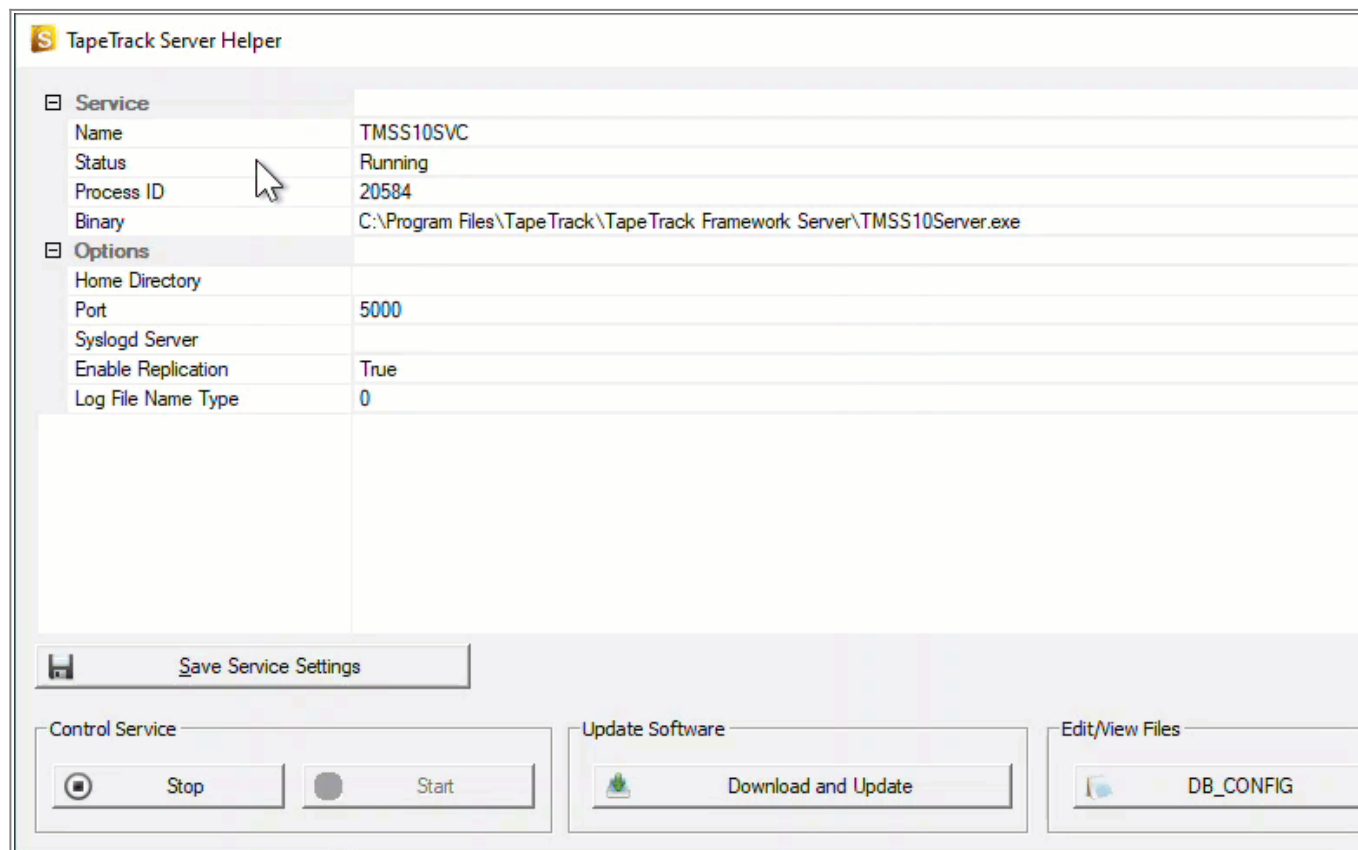 TapeTrack Server Helper
Service
Name TMSS10SVC
Status Running
Process ID 20584
Binary C:\Program Files\TapeTrack\TapeTrack Framework Server\TMSS10Server.exe
Options
Home Directory
Port 5000
Syslogd Server
Enable Replication True
Log File Name Type 0
Save Service Settings
Control Service Update Software Edit/View Files
Stop Start Download and Update DB_CONFIG